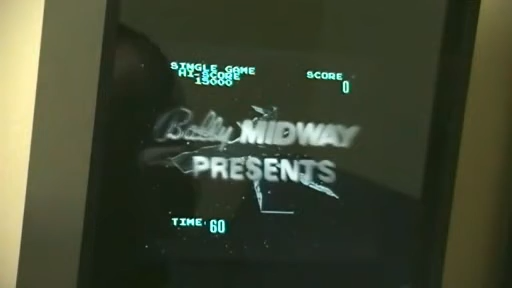 SINGLE GAME
HI-SCORE
15000
SCORE
0
Bally MIDWAY
PRESENTS
TIME 60